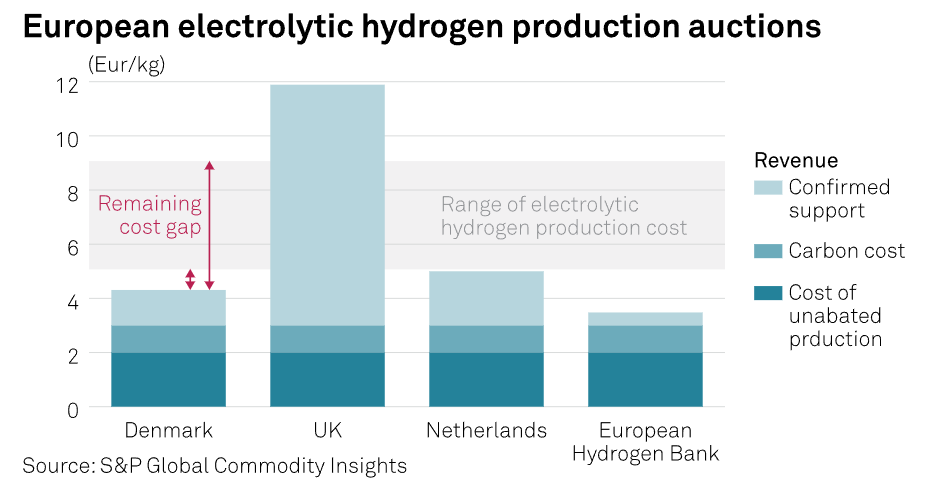 European electrolytic hydrogen production auctions
(Eur/kg)
12
10
8
6
4
2
0
Remaining
cost gap
Range of electrolytic
hydrogen production cost
Denmark
UK
Netherlands
European
Hydrogen Bank
Revenue
Confirmed
support
Carbon cost
Cost of
unabated
prduction
Source: S&P Global Commodity Insights